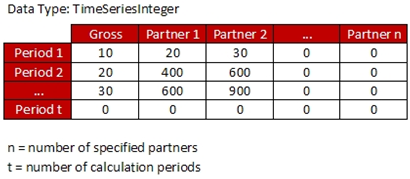 Data Type: TimeSeriesInteger
Gross Partner 1 Partner 2 ... Partner n
Period 1 10 20 30 0 0
Period 2 20 400 600 0 0
... 30 600 900 0 0
Period t 0 0 0 0 0
n = number of specified partners
t = number of calculation periods